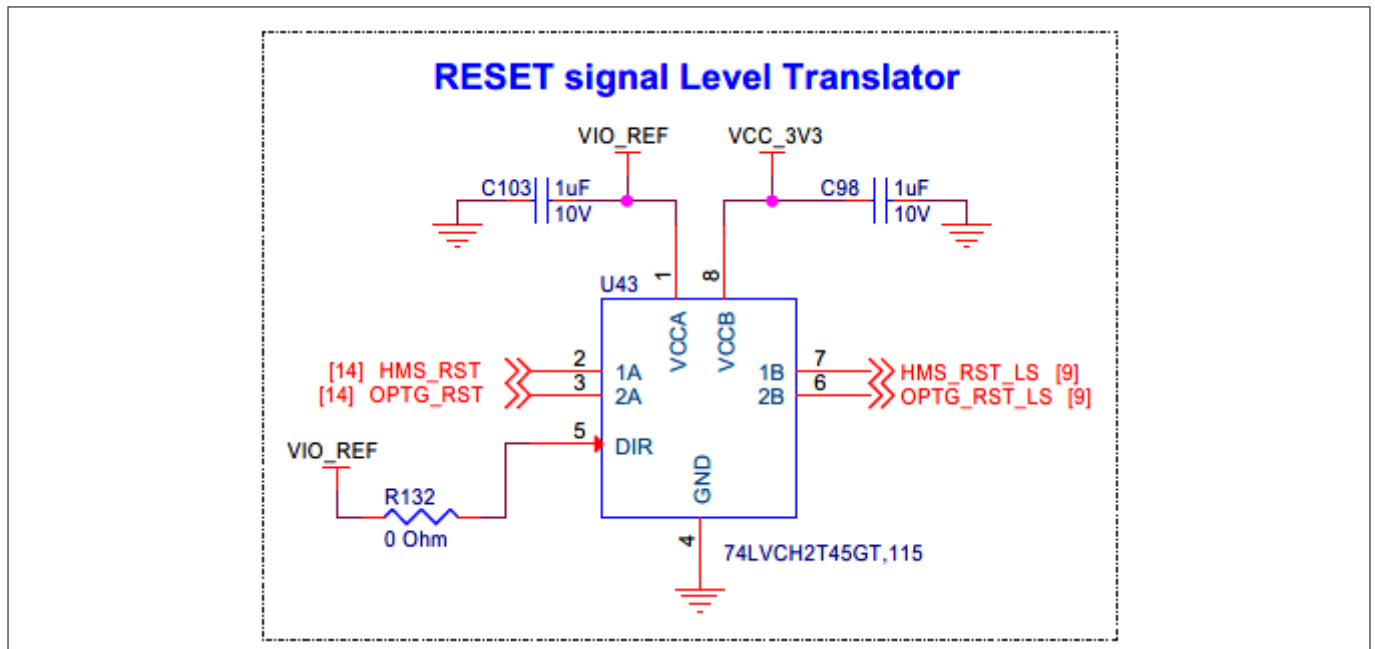 RESET signal Level Translator
VIO_REF
VCC_3V3
C103
1uF
10V
C98
1uF
10V
1
8
U43
VCCA
VCCB
[14] HMS_RST
2
1A
1B
7
HMS_RST_LS [9]
[14] OPTG_RST
3
2A
2B
6
OPTG_RST_LS [9]
5
DIR
VIO_REF
GND
R132
0 Ohm
4
74LVCH2T45GT,115